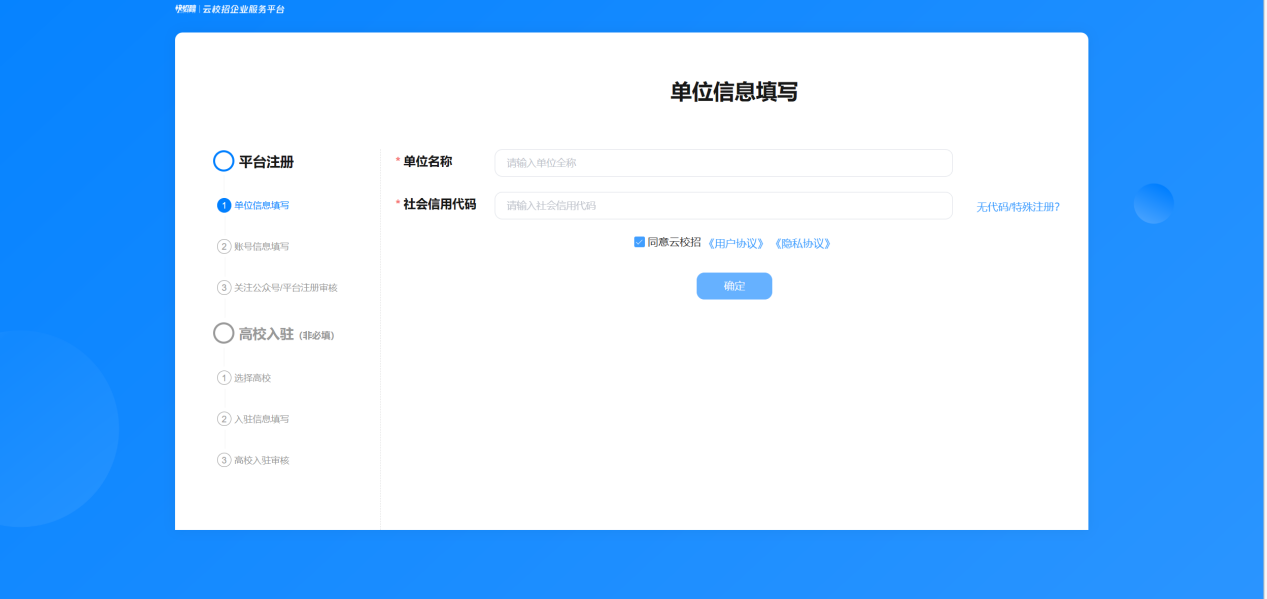 云校招企业服务平台
单位信息填写
平台注册
1 单位信息填写
2 账号信息填写
3 关注公众号/平台注册审核
高校入驻 (非必填)
1 选择高校
2 入驻信息填写
3 高校入驻审核
* 单位名称 请输入单位全称
* 社会信用代码 请输入社会信用代码 无代码/特殊注册?
同意云校招 《用户协议》 《隐私协议》
确定